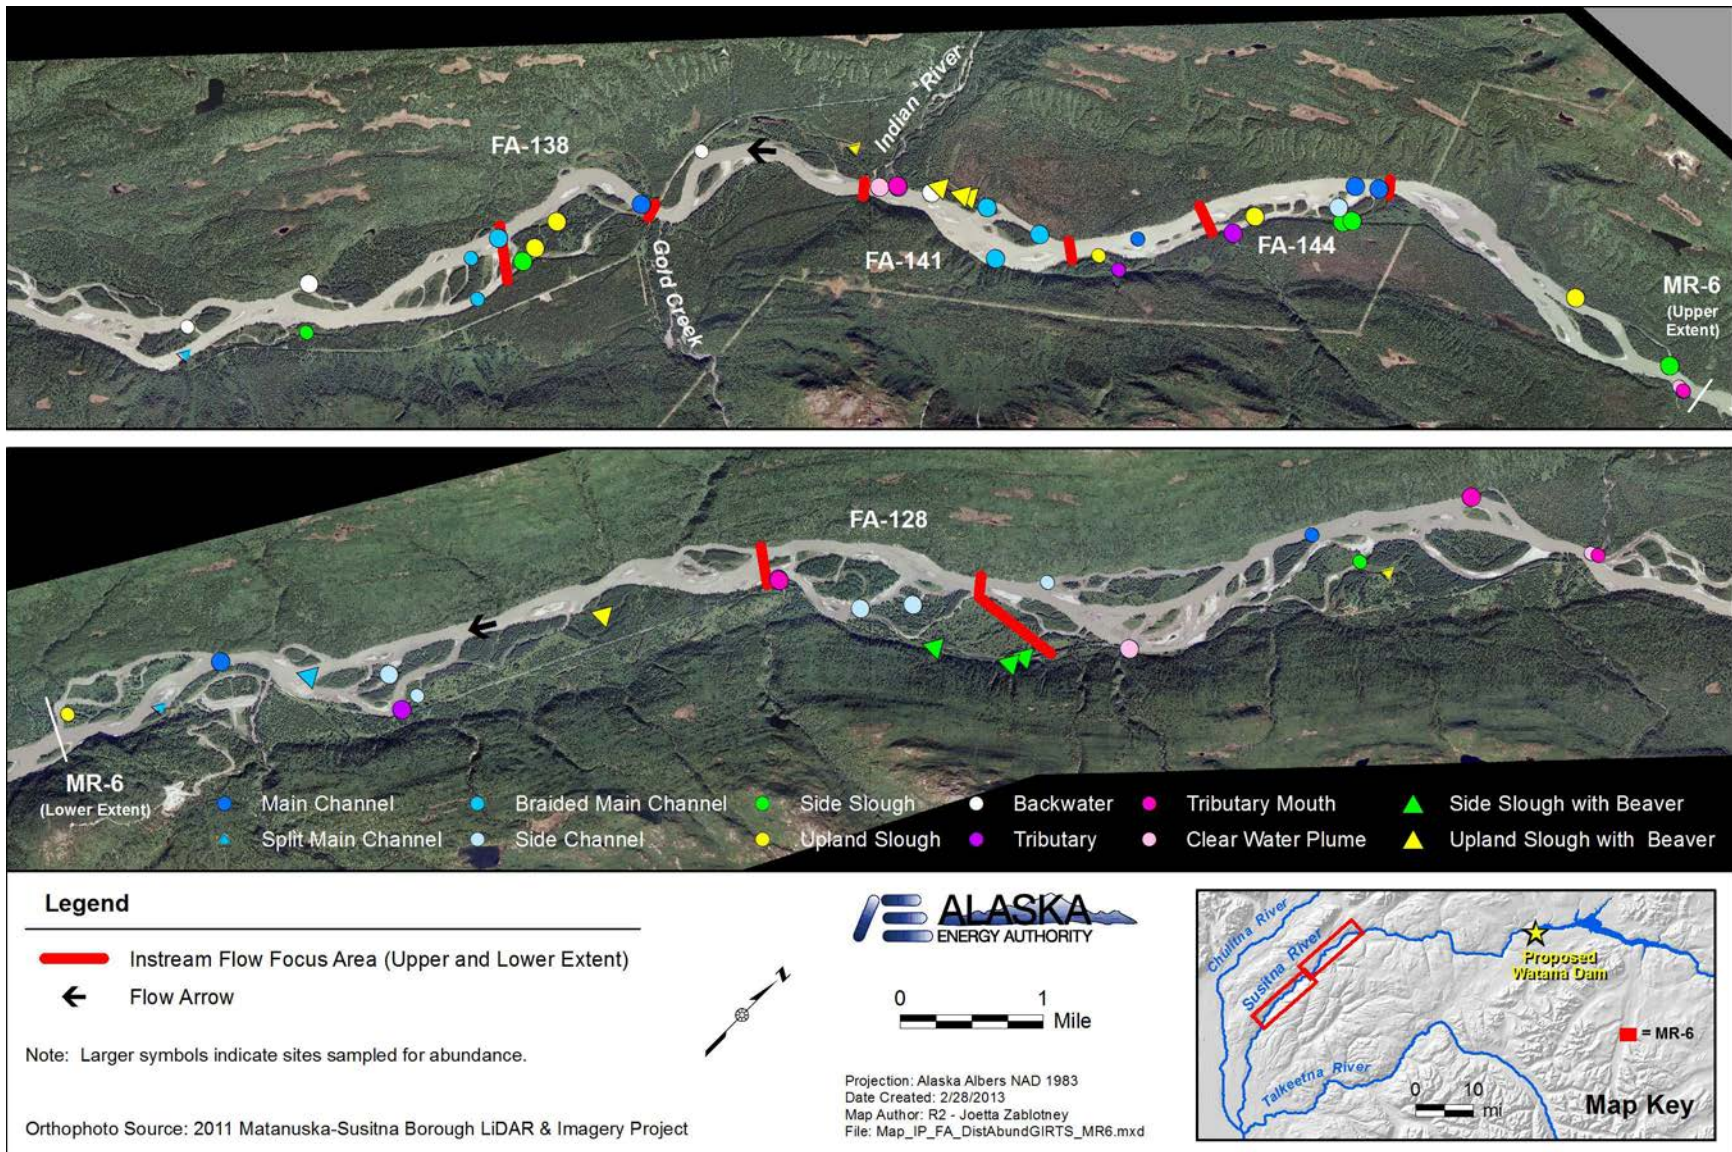 FA-138
Indian River
FA-141
FA-144
Gold Creek
MR-6
(Upper
Extent)
FA-128
MR-6
(Lower Extent)
Main Channel
Braided Main Channel
Side Slough
Backwater
Tributary Mouth
Side Slough with Beaver
Split Main Channel
Side Channel
Upland Slough
Tributary
Clear Water Plume
Upland Slough with Beaver
Legend
Instream Flow Focus Area (Upper and Lower Extent)
Flow Arrow
Note: Larger symbols indicate sites sampled for abundance.
Orthophoto Source: 2011 Matanuska-Susitna Borough LiDAR & Imagery Project
ALASKA
ENERGY AUTHORITY
N
0 1
Mile
Projection: Alaska Albers NAD 1983
Date Created: 2/28/2013
Map Author: R2 - Joetta Zablotney
File: Map_IP_FA_DistAbundGIRTS_MR6.mxd
Chulitna River
Susitna River
Proposed
Watana Dam
= MR-6
Talkeetna River
0 10
mi
Map Key